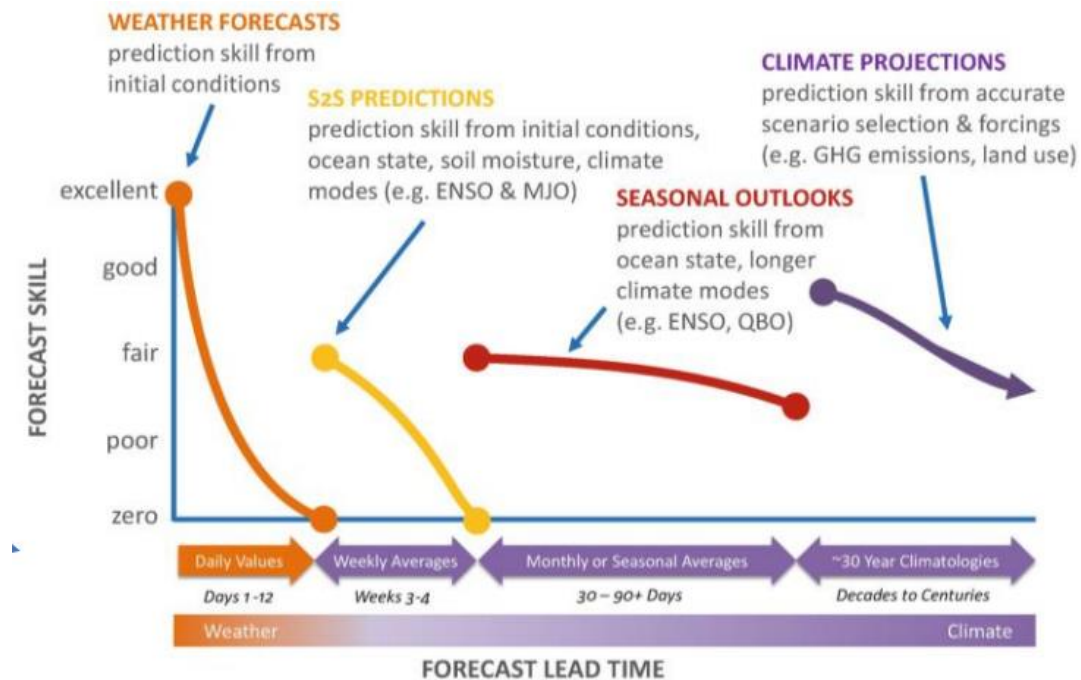 WEATHER FORECASTS
prediction skill from
initial conditions
S2S PREDICTIONS
prediction skill from initial conditions,
ocean state, soil moisture, climate
modes (e.g. ENSO & MJO)
CLIMATE PROJECTIONS
prediction skill from accurate
scenario selection & forcings
(e.g. GHG emissions, land use)
SEASONAL OUTLOOKS
prediction skill from
ocean state, longer
climate modes
(e.g. ENSO, QBO)
FORECAST SKILL
excellent
good
fair
poor
zero
Daily Values
Weekly Averages
Monthly or Seasonal Averages
~30 Year Climatologies
Days 1-12
Weeks 3-4
30 – 90+ Days
Decades to Centuries
Weather
Climate
FORECAST LEAD TIME